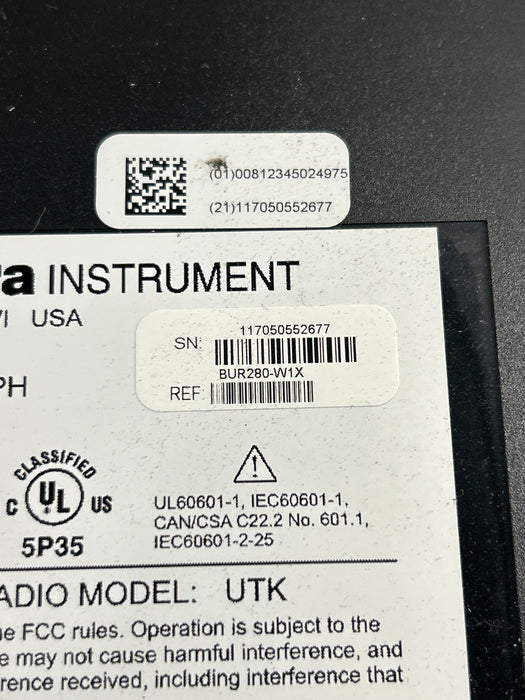 (01)00812345024975
(21)117050552677
a INSTRUMENT
USA
117050552677
SN:
BUR280-W1X
REF:
PH
CLASSIFIED
C UL US
5P35
UL60601-1, IEC60601-1,
CAN/CSA C22.2 No. 601.1,
IEC60601-2-25
ADIO MODEL: UTK
FCC rules. Operation is subject to the
may not cause harmful interference, and
rence received, including interference that